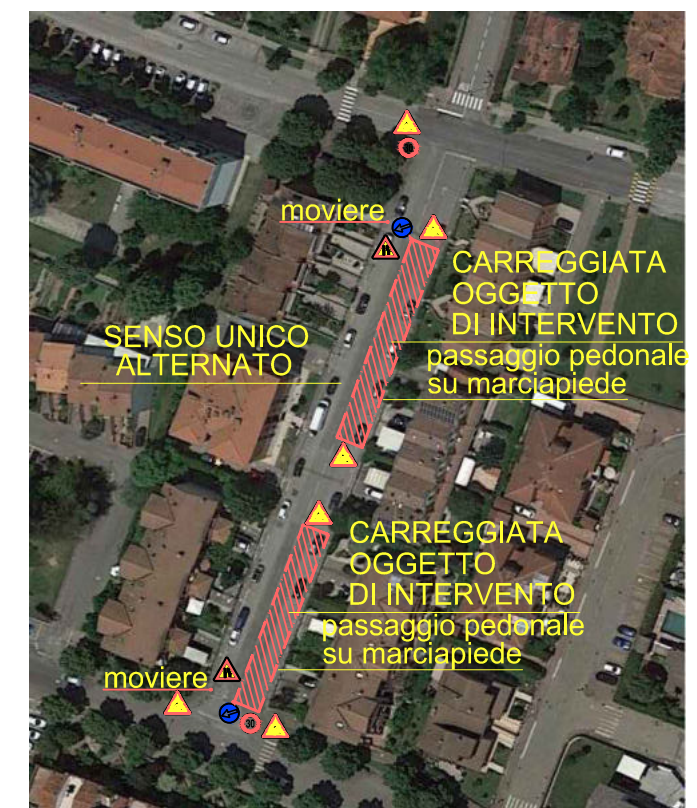 moviere
CARREGGIATA
OGGETTO
DI INTERVENTO
passaggio pedonale
su marciapiede
SENSO UNICO
ALTERNATO
CARREGGIATA
OGGETTO
DI INTERVENTO
passaggio pedonale
su marciapiede
moviere
30